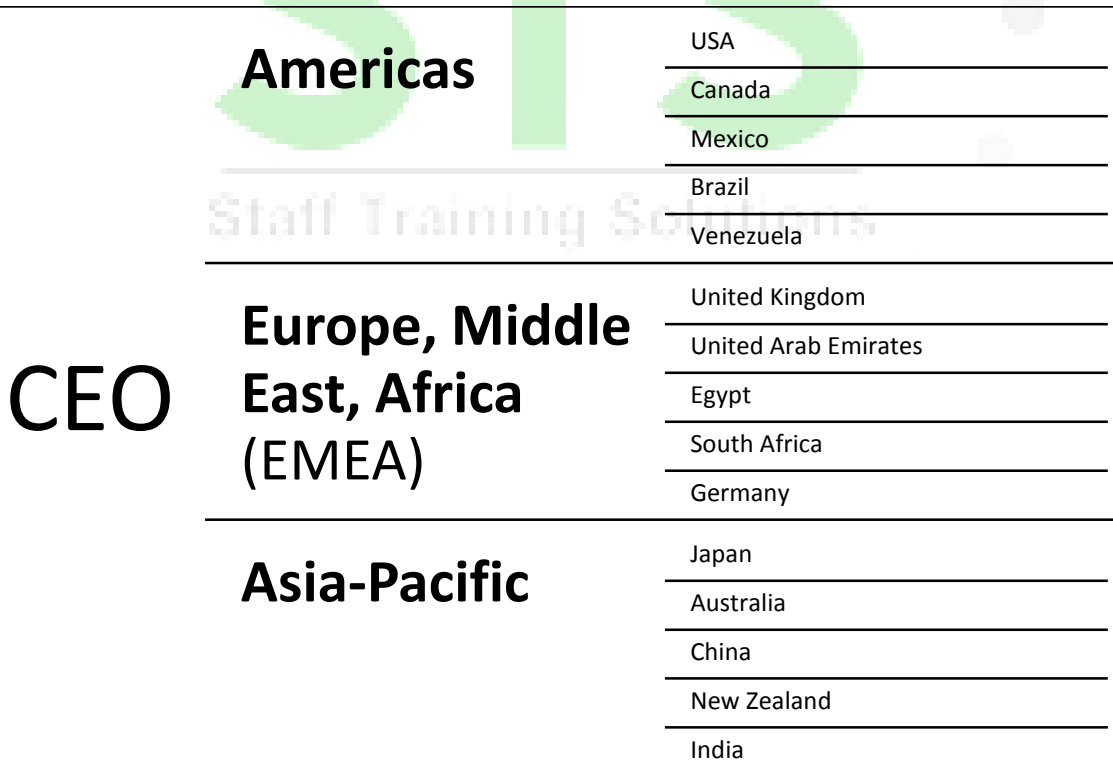 STS
CEO
Americas
USA
Canada
Mexico
Brazil
Venezuela
Europe, Middle
East, Africa
(EMEA)
United Kingdom
United Arab Emirates
Egypt
South Africa
Germany
Asia-Pacific
Japan
Australia
China
New Zealand
India
Staff Training Solutions